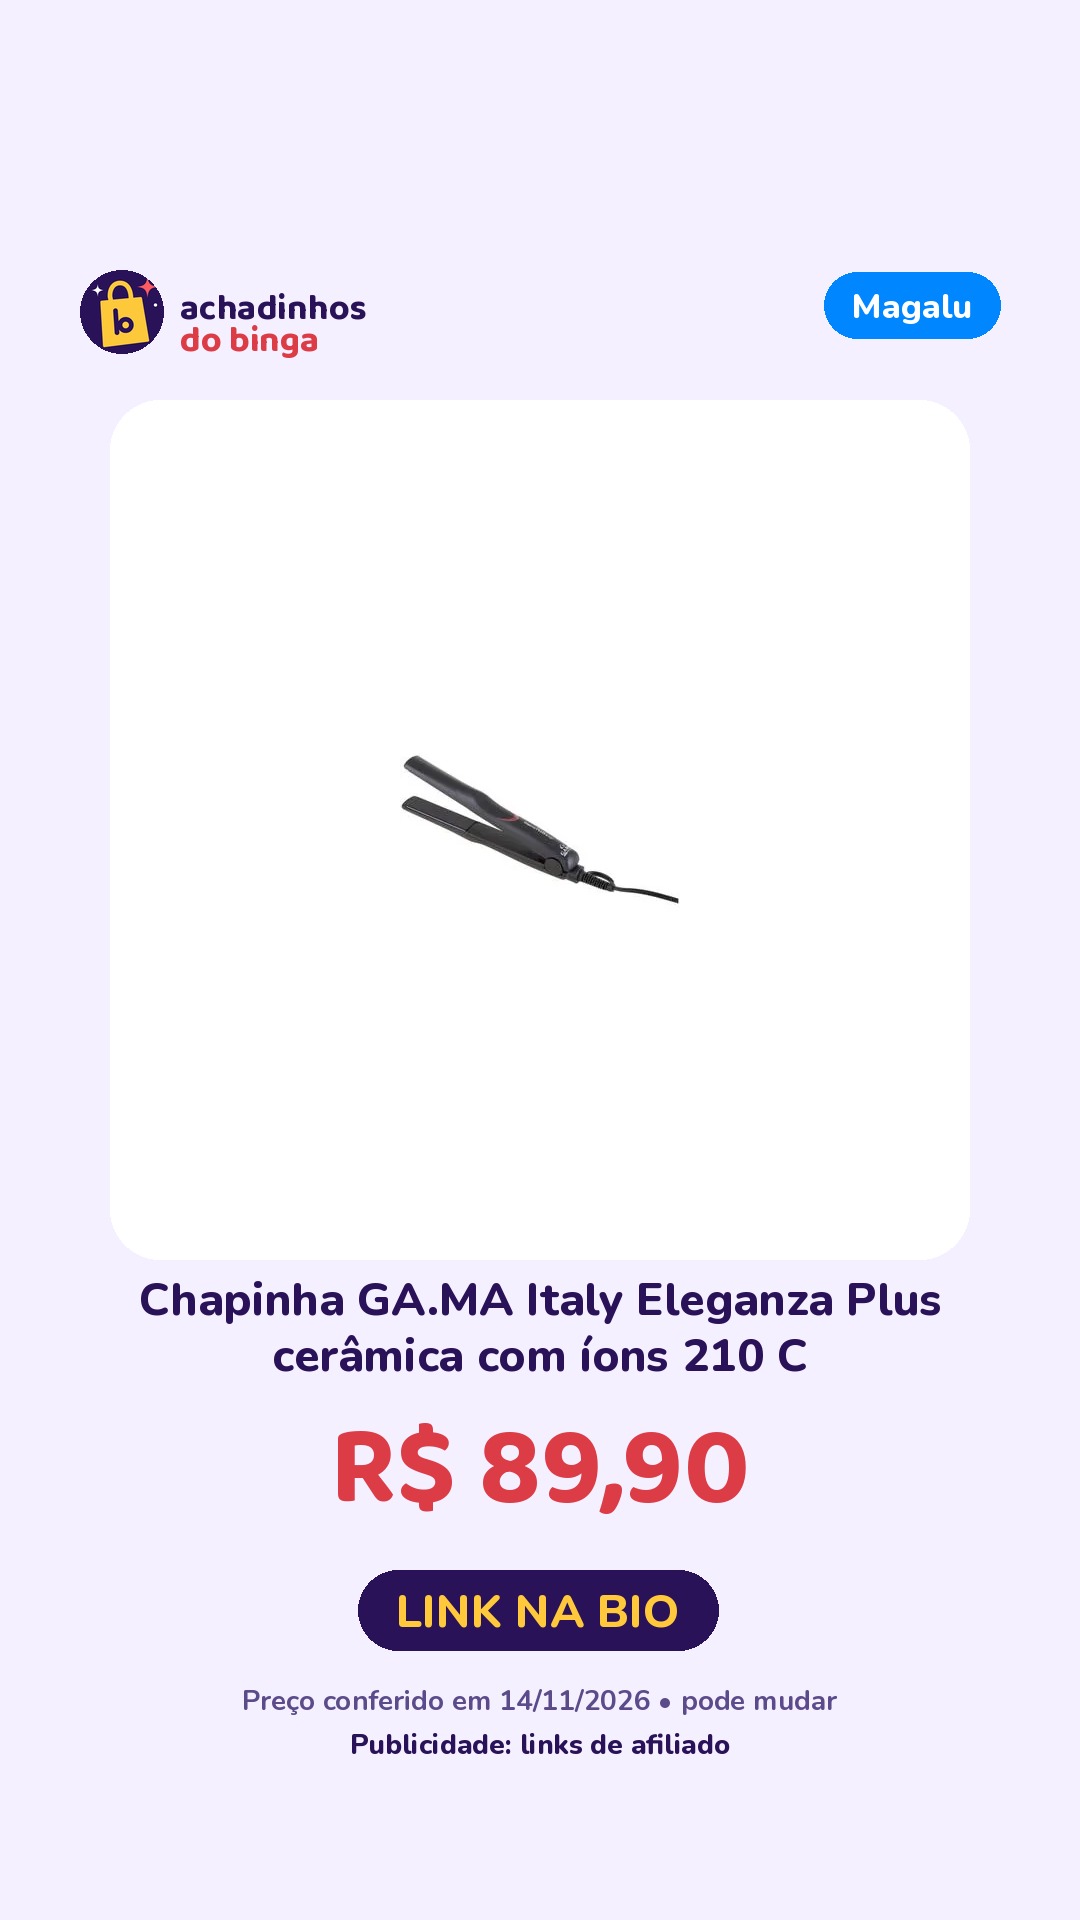 b
achadinhos
do binga
Magalu
Chapinha GA.MA Italy Eleganza Plus
cerâmica com íons 210 C
R$ 89,90
LINK NA BIO
Preço conferido em 14/11/2026 • pode mudar
Publicidade: links de afiliado